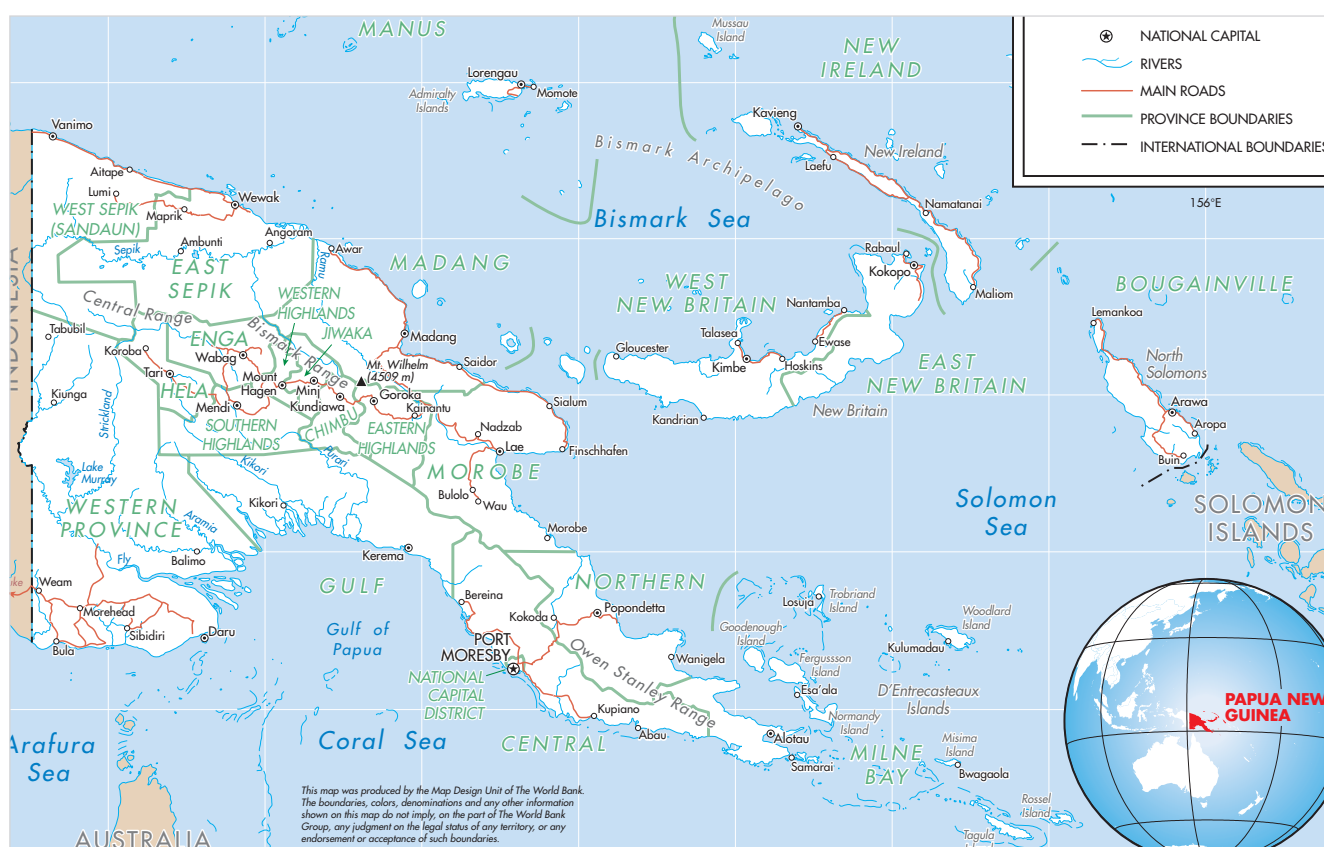 MANUS
Mussau
Island
NEW
IRELAND
NATIONAL CAPITAL
RIVERS
MAIN ROADS
PROVINCE BOUNDARIES
INTERNATIONAL BOUNDARIES
156°E
Lorengau
Momote
Admiralty
Islands
Kavieng
Laefu
New Ireland
Bismark Archipelago
Bismark Sea
Namatanai
Vanimo
Aitape
Lumi
WEST SEPIK
(SANDAUN)
Maprik
Wewak
Ambunti
Angoram
Sepik
Awar
Ramu
EAST
SEPIK
MADANG
Rabaul
Kokopo
WEST
NEW BRITAIN
Nantamba
Maliom
BOUGAINVILLE
INDONESIA
Central Range
WESTERN
HIGHLANDS
JIWAKA
Bismark Range
Tabubil
Koroba
ENGA
Wabag
Madang
Talasea
Lemankoa
Gloucester
Kimbe
Ewase
Hoskins
Tari
HELA
Mount
Hagen
Minj
Mt. Wilhelm
(4509 m)
Saidor
EAST
NEW BRITAIN
North
Solomons
Kiunga
Strickland
Mendi
Kundiawa
Goroka
Kainantu
Sialum
Kandrian
New Britain
Arawa
Aropa
SOUTHERN
HIGHLANDS
CHIMBU
EASTERN
HIGHLANDS
Nadzab
Lae
Finschhafen
Buin
Lake
Murray
Kikori
Purari
MOROBE
Bulolo
Wau
Kikori
WESTERN
PROVINCE
Aramia
Solomon
Sea
SOLOMON
ISLANDS
Morobe
Kerema
Fly
Balimo
Weam
GULF
NORTHERN
Morehead
Sibidiri
Daru
Bula
Bereina
Kokoda
Popondetta
Losuja
Trobriand
Island
Woodlard
Island
Gulf of
Papua
PORT
MORESBY
Goodenough
Island
Kulumadau
NATIONAL
CAPITAL
DISTRICT
Owen Stanley Range
Wanigela
Fergusson
Island
Esa'ala
D'Entrecasteaux
Islands
PAPUA NEW
GUINEA
Arafura
Sea
Coral Sea
CENTRAL
Kupiano
Abau
Alotau
Normandy
Island
Samarai
MILNE
BAY
Misima
Island
Bwagaola
Rossel
Island
Tagula
AUSTRALIA
This map was produced by the Map Design Unit of The World Bank.
The boundaries, colors, denominations and any other information
shown on this map do not imply, on the part of The World Bank
Group, any judgment on the legal status of any territory, or any
endorsement or acceptance of such boundaries.